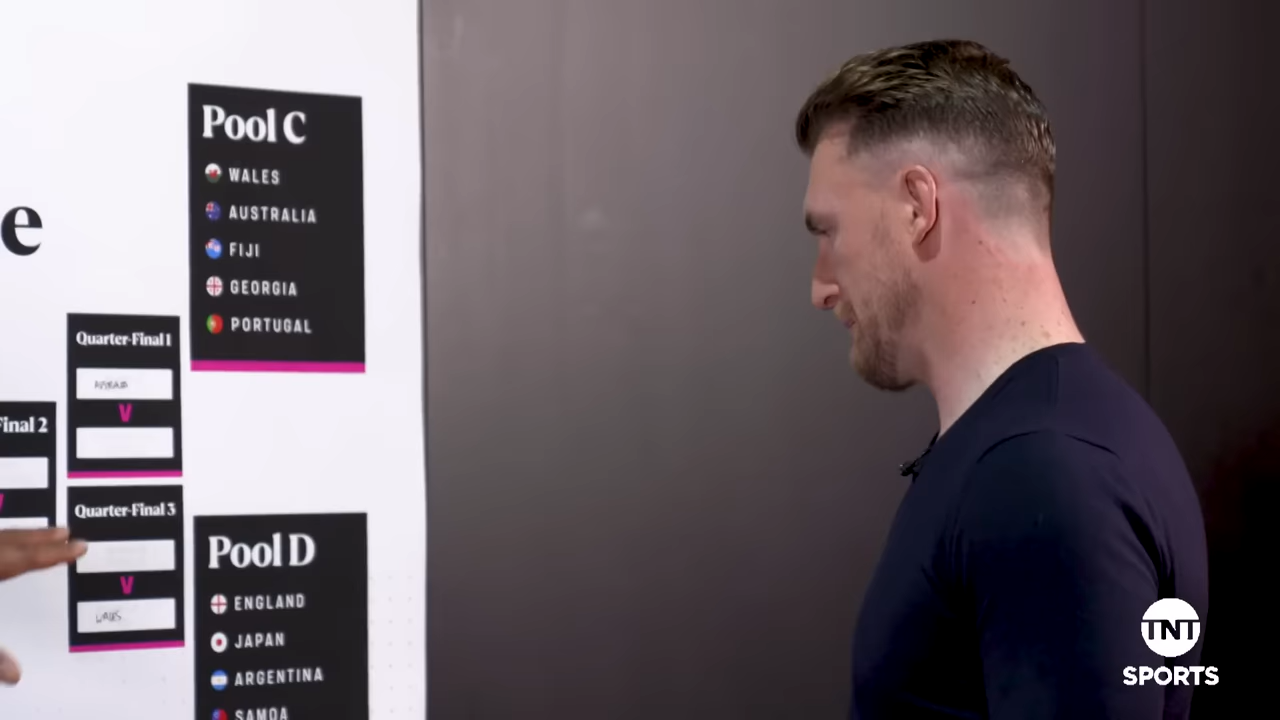 e
Pool C
WALES
AUSTRALIA
FIJI
GEORGIA
PORTUGAL
Quarter-Final 1
V
Final 2
V
Quarter-Final 3
V
Pool D
ENGLAND
JAPAN
ARGENTINA
SAMOA
TNT
SPORTS